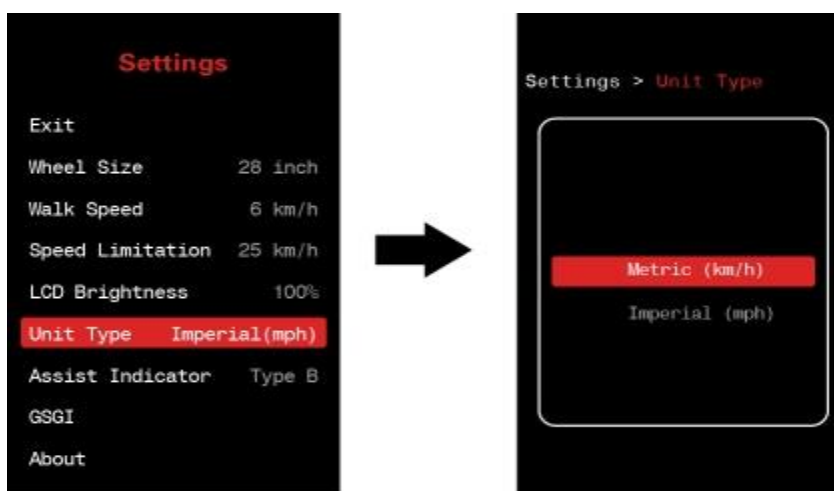 Settings
Exit
Wheel Size 28 inch
Walk Speed 6 km/h
Speed Limitation 25 km/h
LCD Brightness 100%
Unit Type Imperial(mph)
Assist Indicator Type B
GSGI
About
Settings > Unit Type
Metric (km/h)
Imperial (mph)